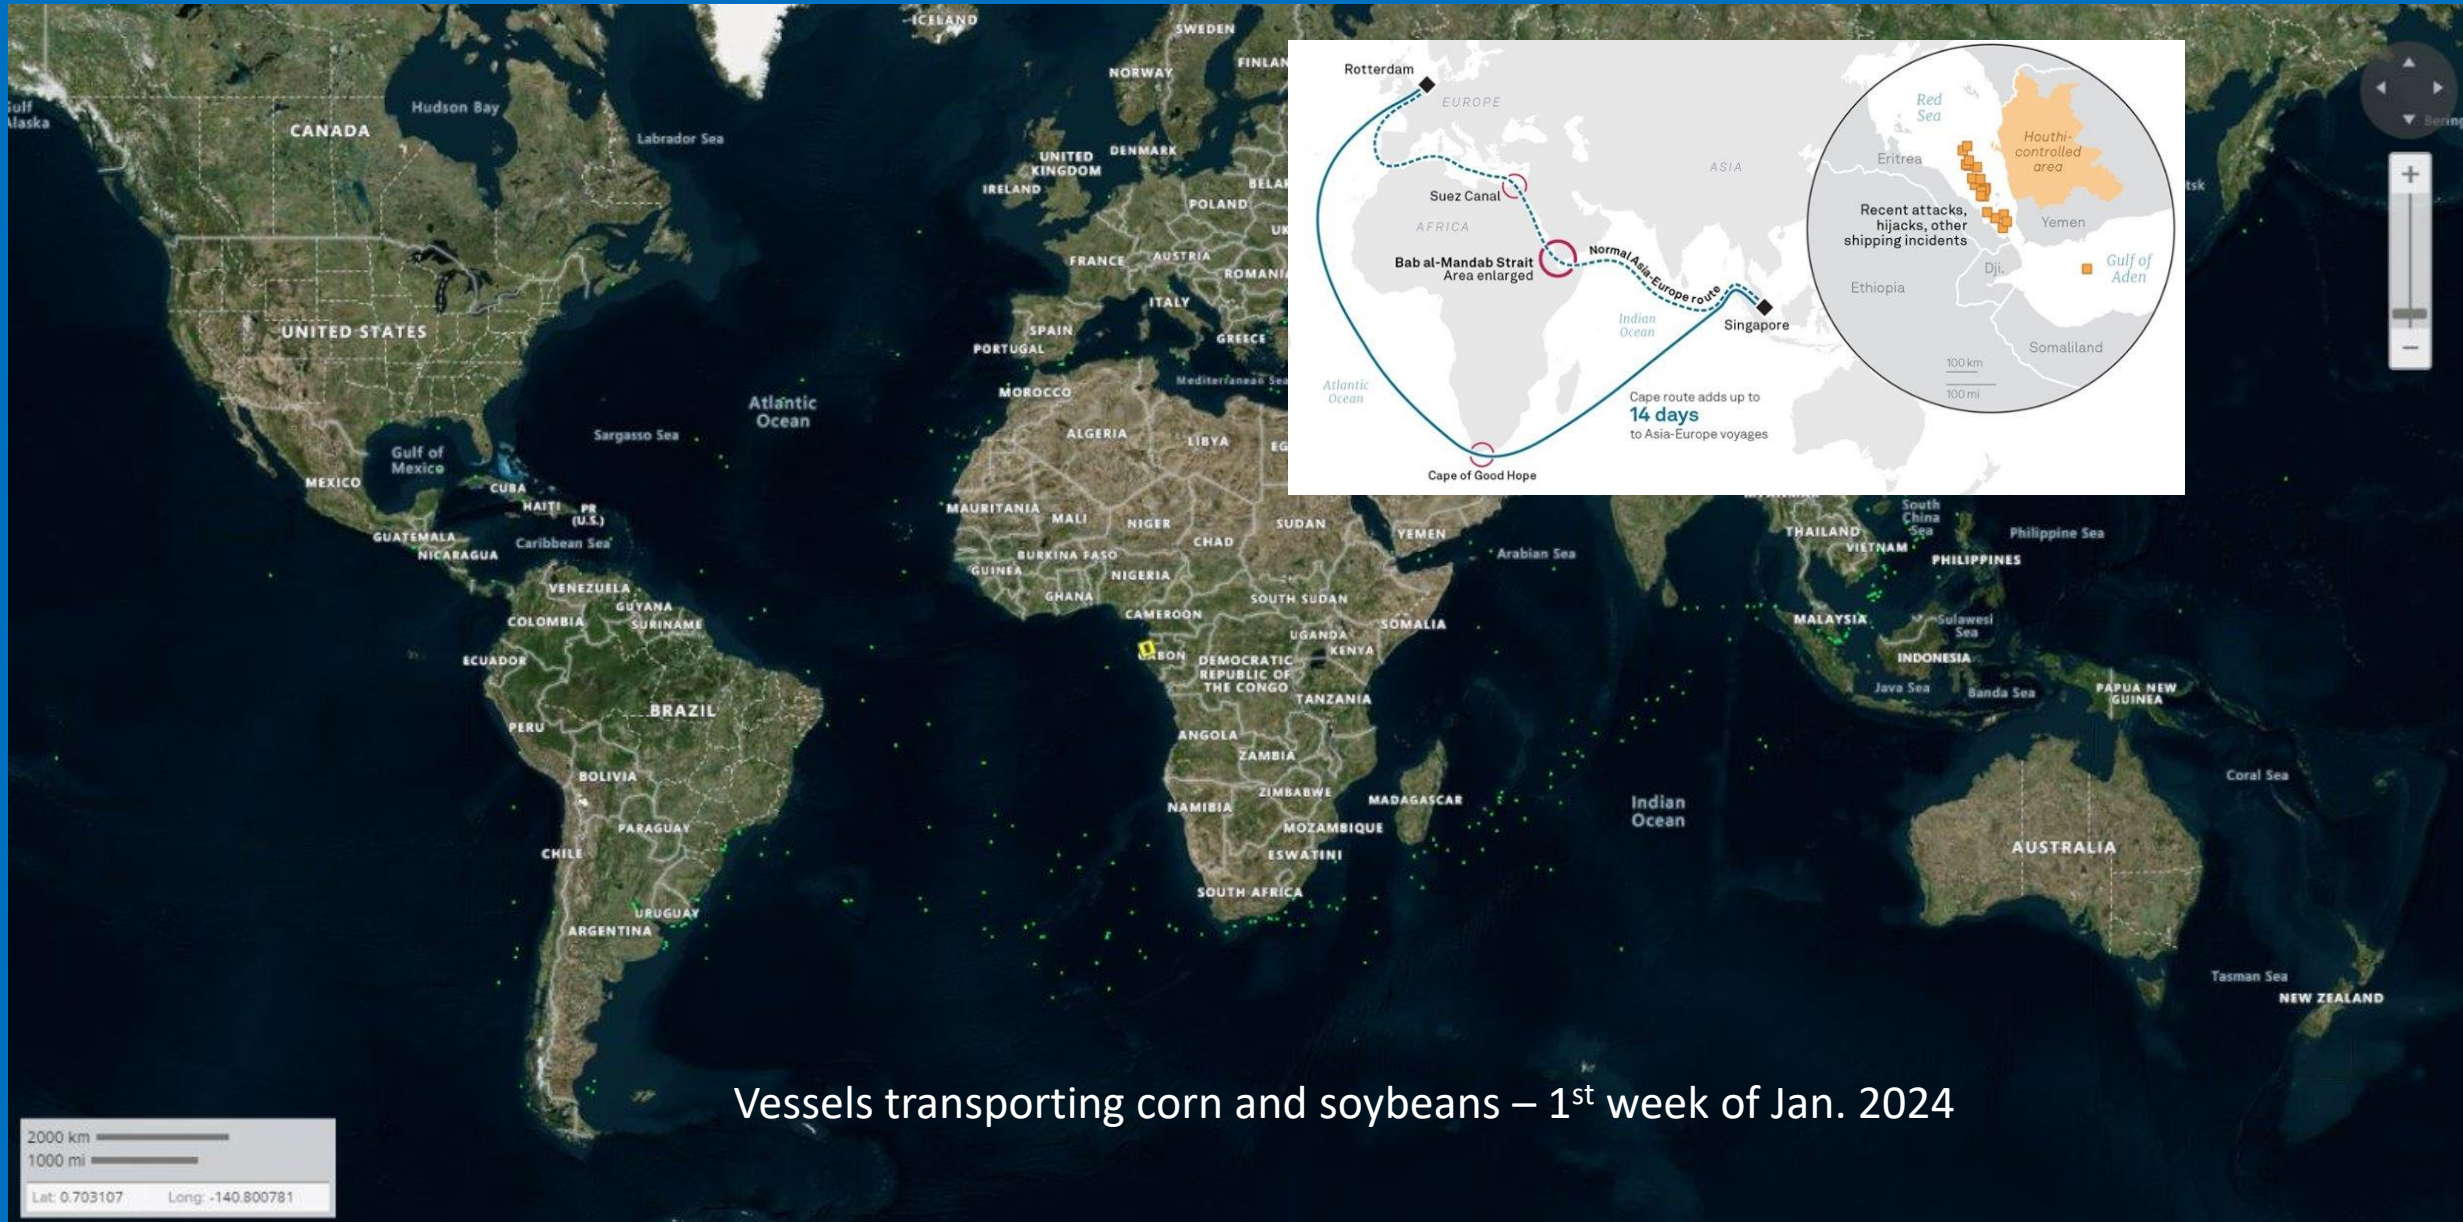 ICELAND
SWEDEN
FINLAN
NORWAY
Gulf
Alaska
Hudson Bay
CANADA
Labrador Sea
UNITED
KINGDOM
DENMARK
IRELAND
BELAR
POLAND
UK
FRANCE
AUSTRIA
ROMANIA
ITALY
UNITED STATES
SPAIN
PORTUGAL
GREECE
Mediterranean Sea
MOROCCO
Atlantic
Ocean
Sargasso Sea
ALGERIA
LIBYA
EG
Gulf of
Mexico
MEXICO
CUBA
HAITI
PR
(U.S.)
MAURITANIA
MALI
NIGER
SUDAN
CHAD
YEMEN
GUATEMALA
NICARAGUA
Caribbean Sea
BURKINA FASO
GUINEA
NIGERIA
GHANA
VENEZUELA
GUYANA
SURINAME
COLOMBIA
CAMEROON
SOUTH SUDAN
SOMALIA
UGANDA
KENYA
ECUADOR
DEMOCRATIC
REPUBLIC OF
THE CONGO
TANZANIA
BRAZIL
PERU
ANGOLA
ZAMBIA
BOLIVIA
ZIMBABWE
NAMIBIA
MADAGASCAR
MOZAMBIQUE
PARAGUAY
CHILE
ESWATINI
SOUTH AFRICA
URUGUAY
ARGENTINA
Arabian Sea
Indian
Ocean
South
China
Sea
THAILAND
VIETNAM
Philippine Sea
PHILIPPINES
MALAYSIA
Sulawesi
Sea
INDONESIA
Java Sea
Banda Sea
PAPUA NEW
GUINEA
Coral Sea
AUSTRALIA
Tasman Sea
NEW ZEALAND
Bering
tsk
+
−
Rotterdam
EUROPE
ASIA
Suez Canal
AFRICA
Bab al-Mandab Strait
Area enlarged
Normal Asia-Europe route
Indian
Ocean
Singapore
Atlantic
Ocean
Cape route adds up to
14 days
to Asia-Europe voyages
Cape of Good Hope
Red
Sea
Houthi-
controlled
area
Eritrea
Recent attacks,
hijacks, other
shipping incidents
Yemen
Dji.
Gulf of
Aden
Ethiopia
Somaliland
100 km
100 mi
Vessels transporting corn and soybeans – 1st week of Jan. 2024
2000 km
1000 mi
Lat: 0.703107 Long: -140.800781